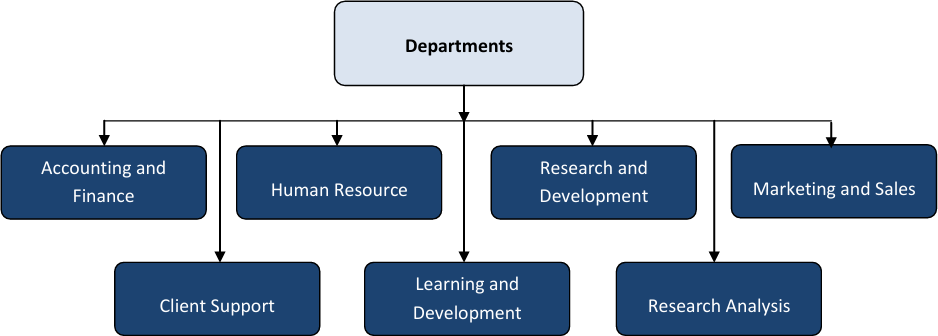 Departments
Accounting and
Finance
Human Resource
Research and
Development
Marketing and Sales
Client Support
Learning and
Development
Research Analysis